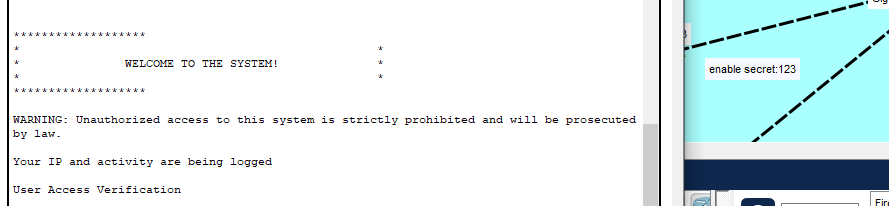 *******************
* *
* WELCOME TO THE SYSTEM! *
* *
*******************
WARNING: Unauthorized access to this system is strictly prohibited and will be prosecuted
by law.
Your IP and activity are being logged
User Access Verification
enable secret:123
Fire